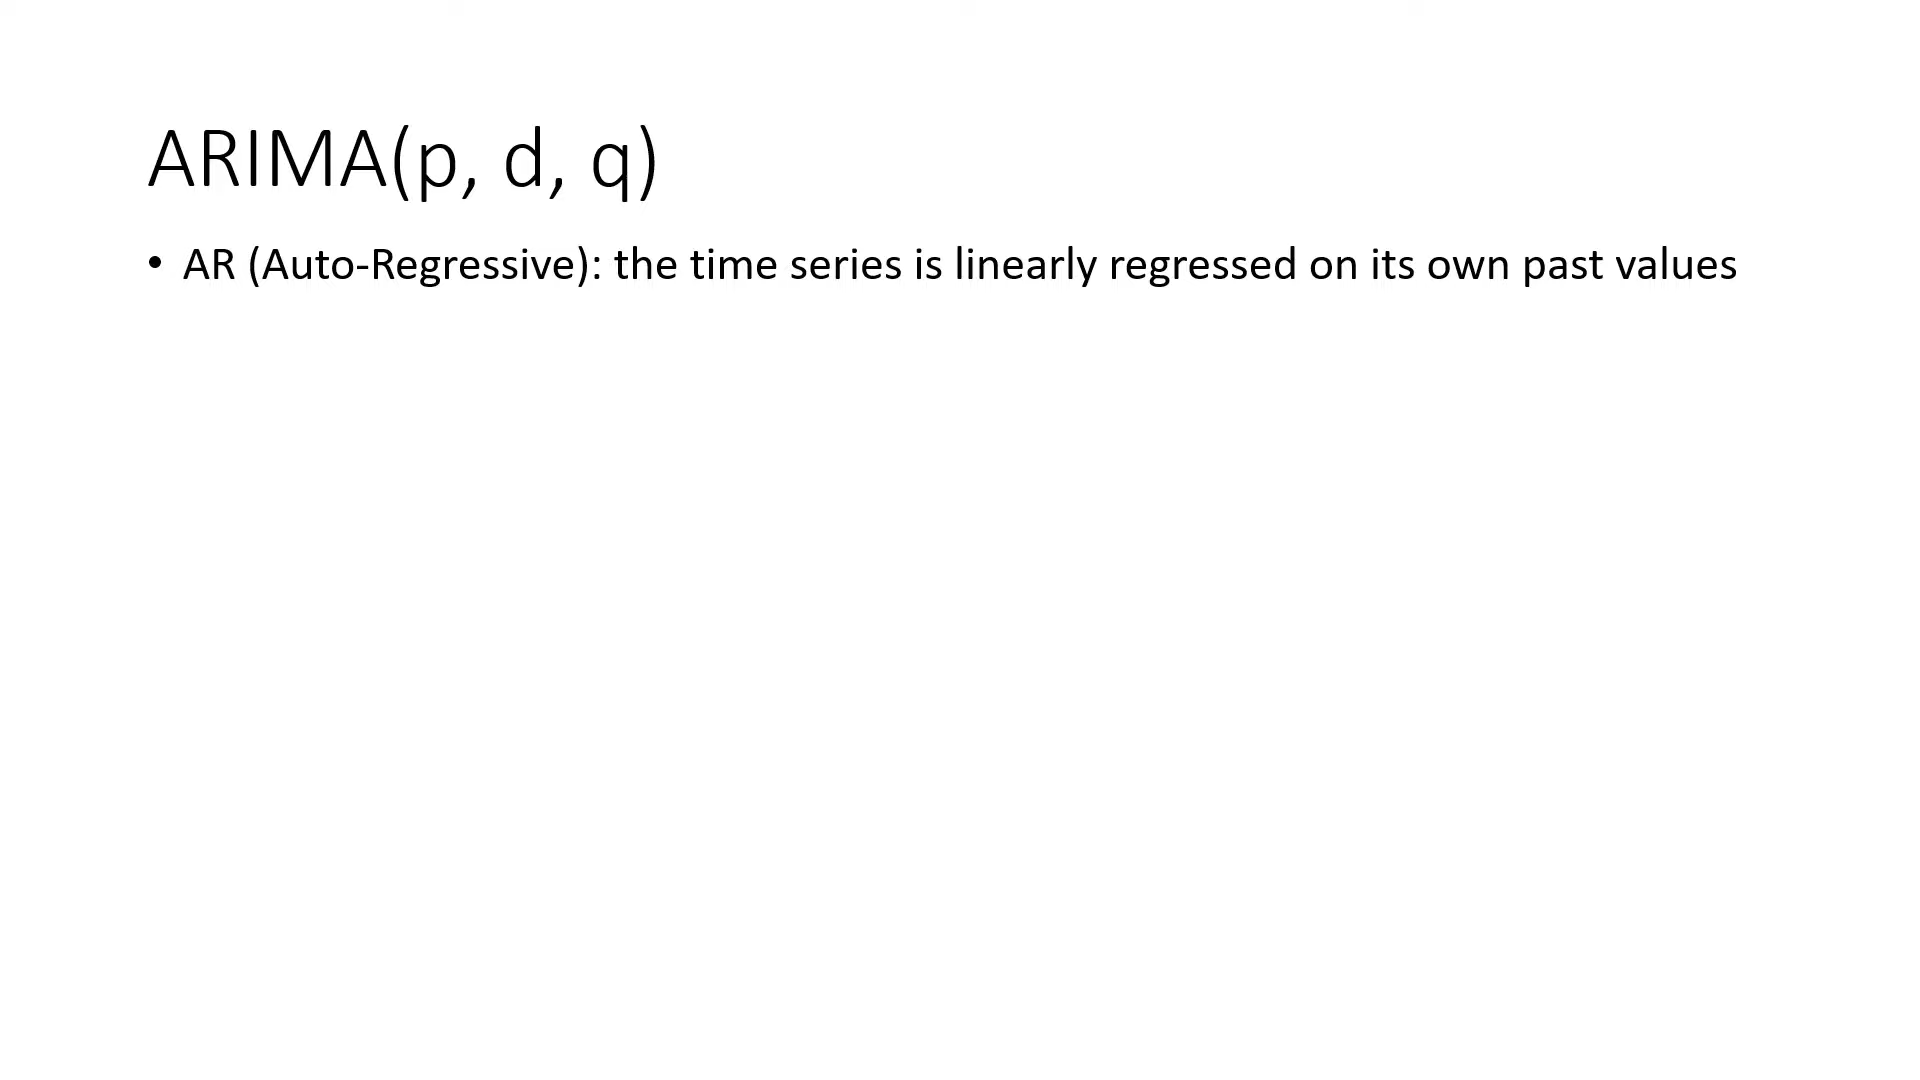 ARIMA(p, d, q)
• AR (Auto-Regressive): the time series is linearly regressed on its own past values